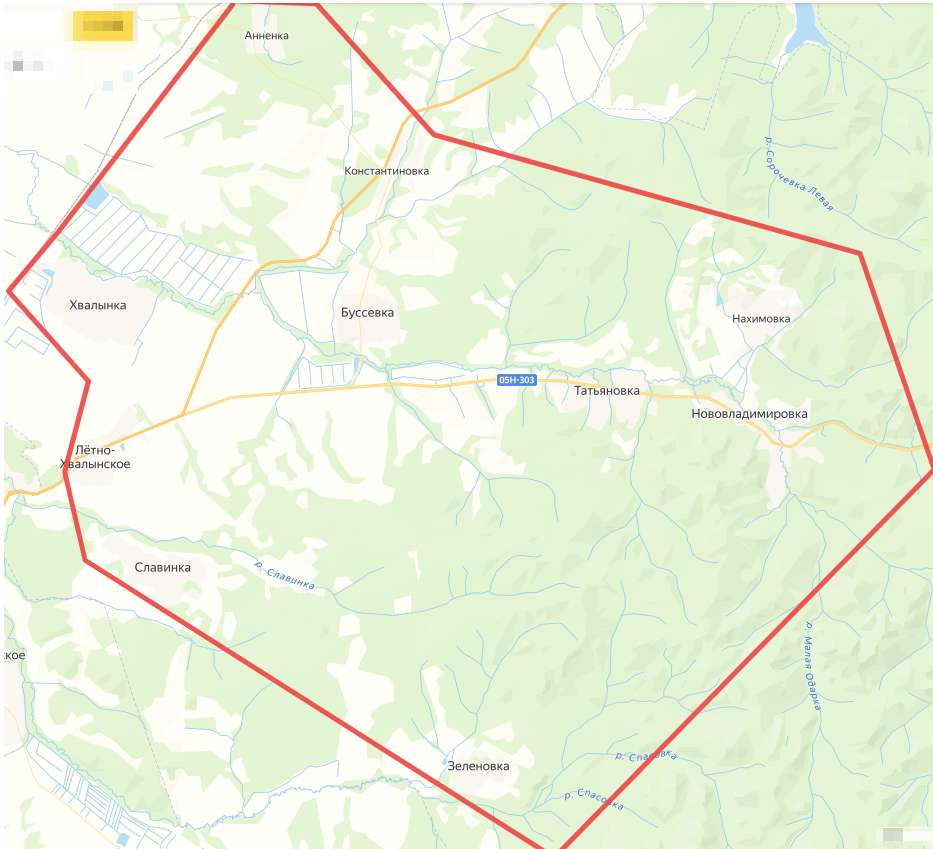 Анненка
Константиновка
р. Сорочевка Левая
Хвалынка
Буссевка
Нахимовка
05Н-303
Татьяновка
Нововладимировка
Лётно-
Хвалынское
Славинка
р. Славинка
ское
р. Малая Одарка
р. Спасовка
Зеленовка
р. Спасовка